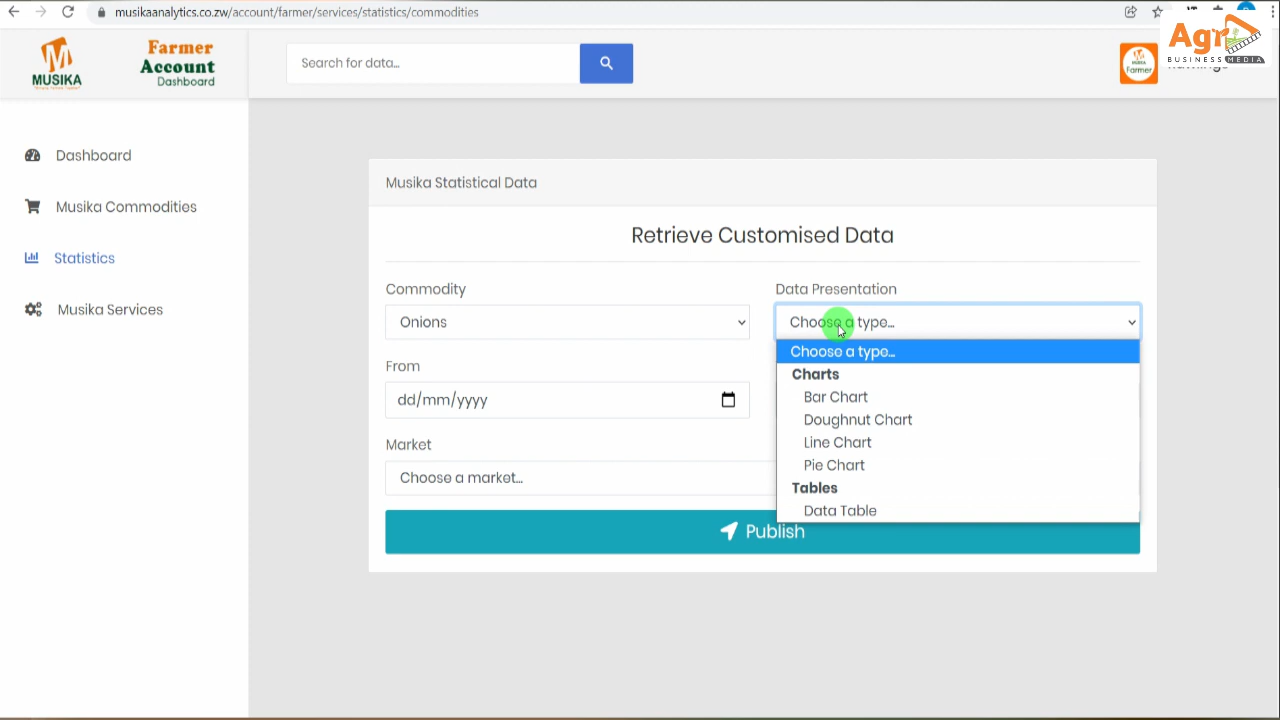 musikaanalytics.co.zw/account/farmer/services/statistics/commodities
MUSIKA
Farmer
Account
Dashboard
Search for data...
Farmer
Agr
BUSINESS MEDIA
Dashboard
Musika Commodities
Statistics
Musika Services
Musika Statistical Data
Retrieve Customised Data
Commodity
Onions
Data Presentation
Choose a type...
Choose a type...
Charts
Bar Chart
Doughnut Chart
Line Chart
Pie Chart
Tables
Data Table
From
dd/mm/yyyy
Market
Choose a market...
Publish